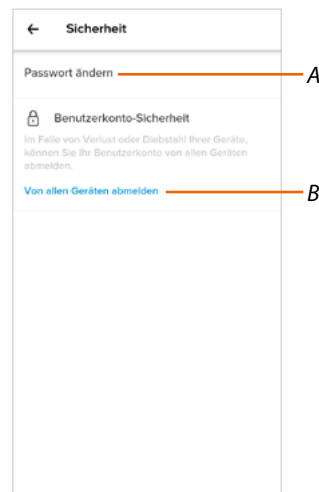 ← Sicherheit
Passwort ändern A
Benutzerkonto-Sicherheit
Im Falle von Verlust oder Diebstahl Ihrer Geräte,
können Sie Ihr Benutzerkonto von allen Geräten
abmelden.
Von allen Geräten abmelden B